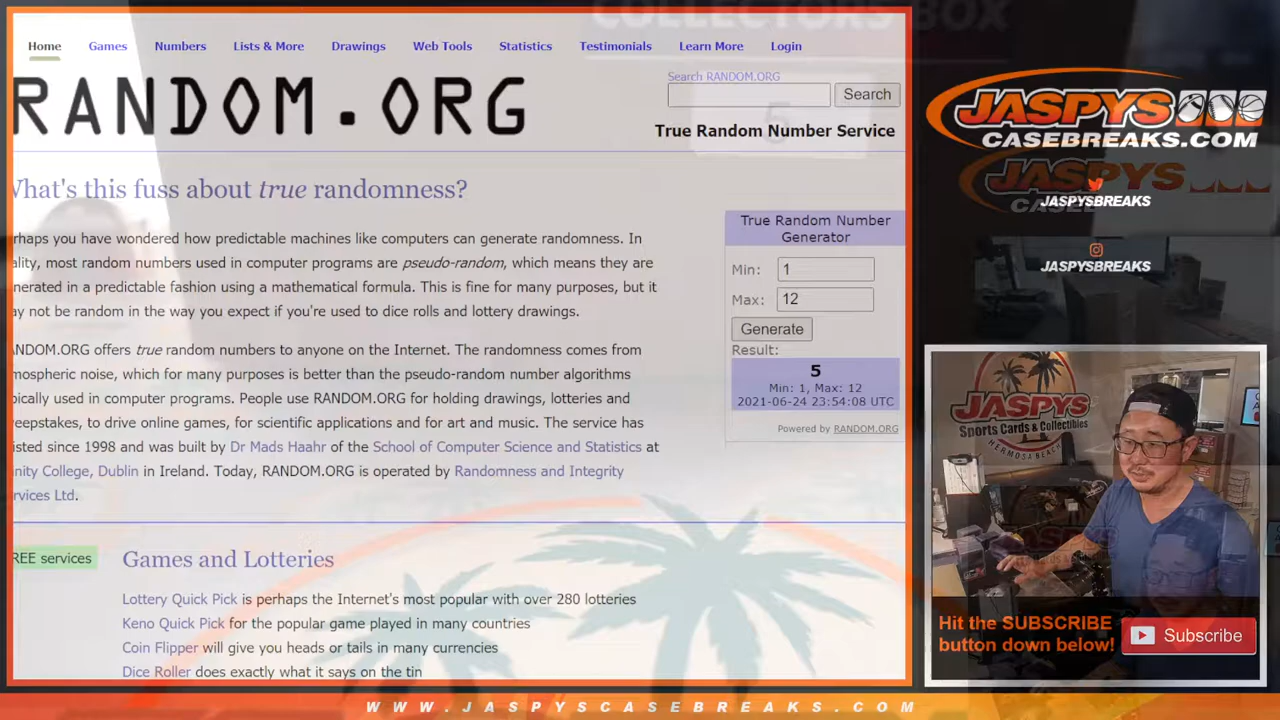 COLLECTORS BOX
Home Games Numbers Lists & More Drawings Web Tools Statistics Testimonials Learn More Login
RANDOM.ORG
Search RANDOM.ORG
Search
True Random Number Service
What's this fuss about true randomness?
rhaps you have wondered how predictable machines like computers can generate randomness. In
ality, most random numbers used in computer programs are pseudo-random, which means they are
nerated in a predictable fashion using a mathematical formula. This is fine for many purposes, but it
ay not be random in the way you expect if you're used to dice rolls and lottery drawings.
ANDOM.ORG offers true random numbers to anyone on the Internet. The randomness comes from
mospheric noise, which for many purposes is better than the pseudo-random number algorithms
pically used in computer programs. People use RANDOM.ORG for holding drawings, lotteries and
weepstakes, to drive online games, for scientific applications and for art and music. The service has
isted since 1998 and was built by Dr Mads Haahr of the School of Computer Science and Statistics at
inity College, Dublin in Ireland. Today, RANDOM.ORG is operated by Randomness and Integrity
rvices Ltd.
True Random Number
Generator
Min: 1
Max: 12
Generate
Result:
5
Min: 1, Max: 12
2021-06-24 23:54:08 UTC
Powered by RANDOM.ORG
REE services
Games and Lotteries
Lottery Quick Pick is perhaps the Internet's most popular with over 280 lotteries
Keno Quick Pick for the popular game played in many countries
Coin Flipper will give you heads or tails in many currencies
Dice Roller does exactly what it says on the tin
JASPYS
CASEBREAKS.COM
JASPYS
JASPYSBREAKS
JASPYSBREAKS
JASPYS
Sports Cards & Collectibles
HERMOSA BEACH
Hit the SUBSCRIBE
button down below!
Subscribe
WWW.JASPYSCASEBREAKS.COM